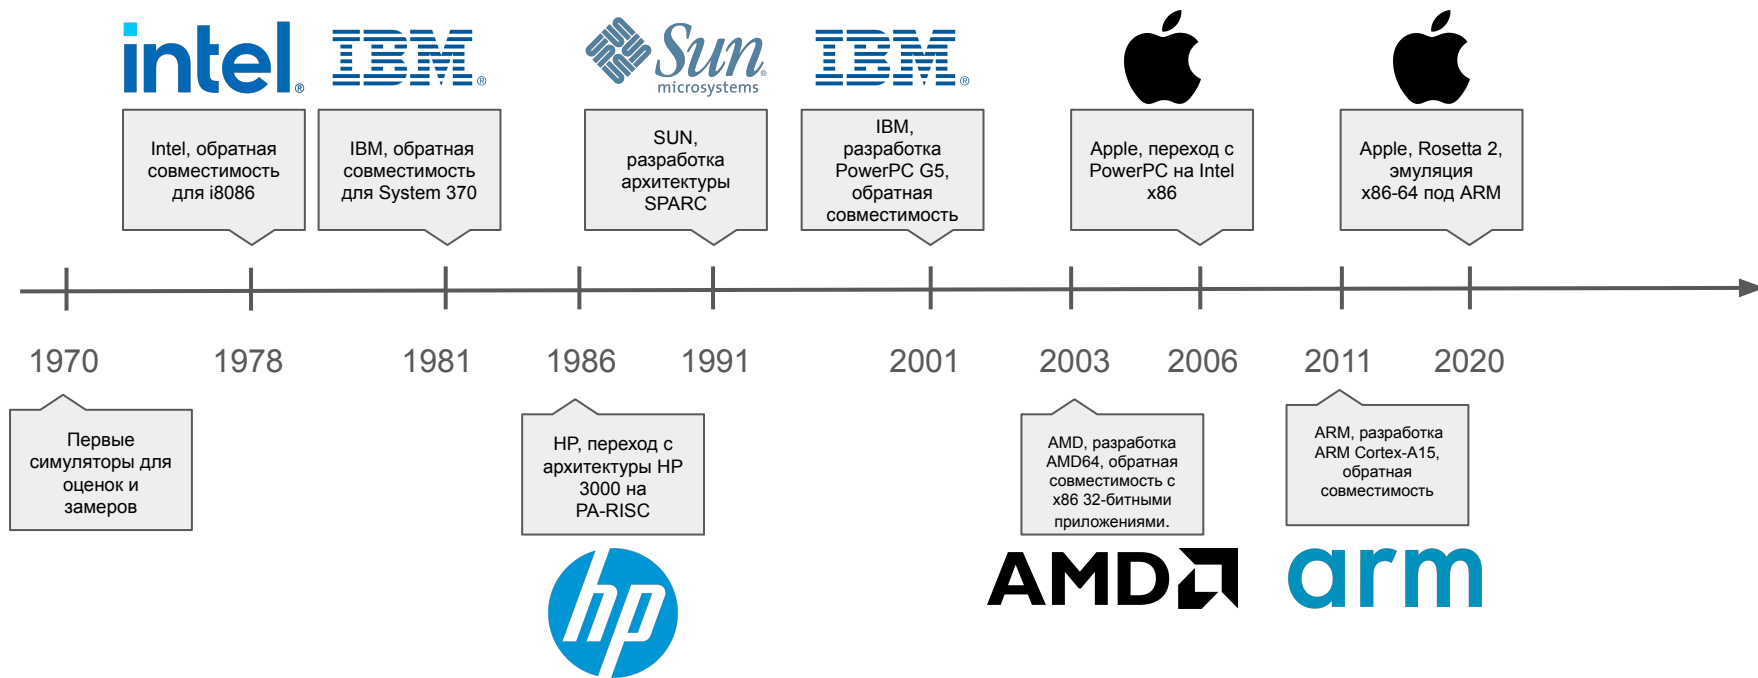 intel®
IBM®
Sun
microsystems
IBM®
Intel, обратная
совместимость
для i8086
IBM, обратная
совместимость
для System 370
SUN,
разработка
архитектуры
SPARC
IBM,
разработка
PowerPC G5,
обратная
совместимость
Apple, переход с
PowerPC на Intel
x86
Apple, Rosetta 2,
эмуляция
x86-64 под ARM
1970
1978
1981
1986
1991
2001
2003
2006
2011
2020
Первые
симуляторы для
оценок и
замеров
HP, переход с
архитектуры HP
3000 на
PA-RISC
AMD, разработка
AMD64, обратная
совместимость с
x86 32-битными
приложениями.
ARM, разработка
ARM Cortex-A15,
обратная
совместимость
hp
AMD
arm